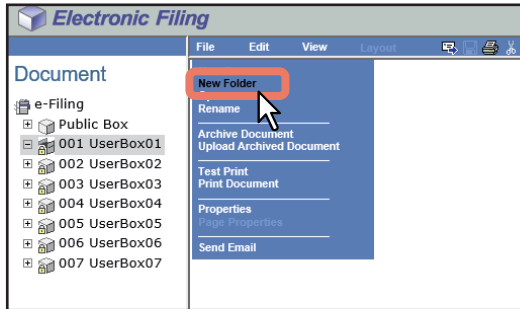 Electronic Filing
File Edit View Layout
Document
e-Filing
Public Box
001 UserBox01
002 UserBox02
003 UserBox03
004 UserBox04
005 UserBox05
006 UserBox06
007 UserBox07
New Folder
Rename
Archive Document
Upload Archived Document
Test Print
Print Document
Properties
Page Properties
Send Email